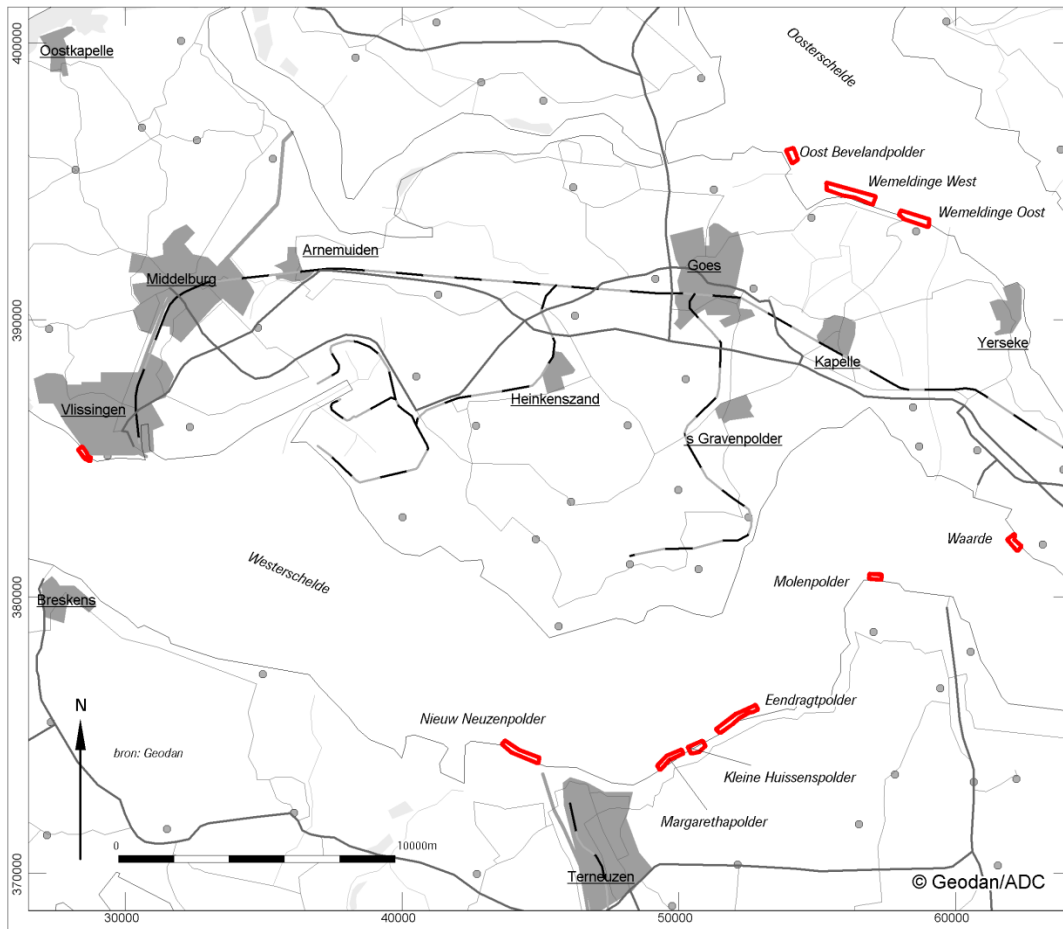 400000
Oostkapelle
Oosterschelde
Oost Bevelandpolder
Wemeldinge West
Wemeldinge Oost
Arnemuiden
Middelburg
Goes
390000
Yerseke
Kapelle
Heinkenszand
Vlissingen
's Gravenpolder
Waarde
Westerschelde
Molenpolder
380000
Breskens
Eendragtpolder
N
Nieuw Neuzenpolder
bron: Geodan
Kleine Huissenspolder
Margarethapolder
0
10000m
370000
Terneuzen
© Geodan/ADC
30000
40000
50000
60000